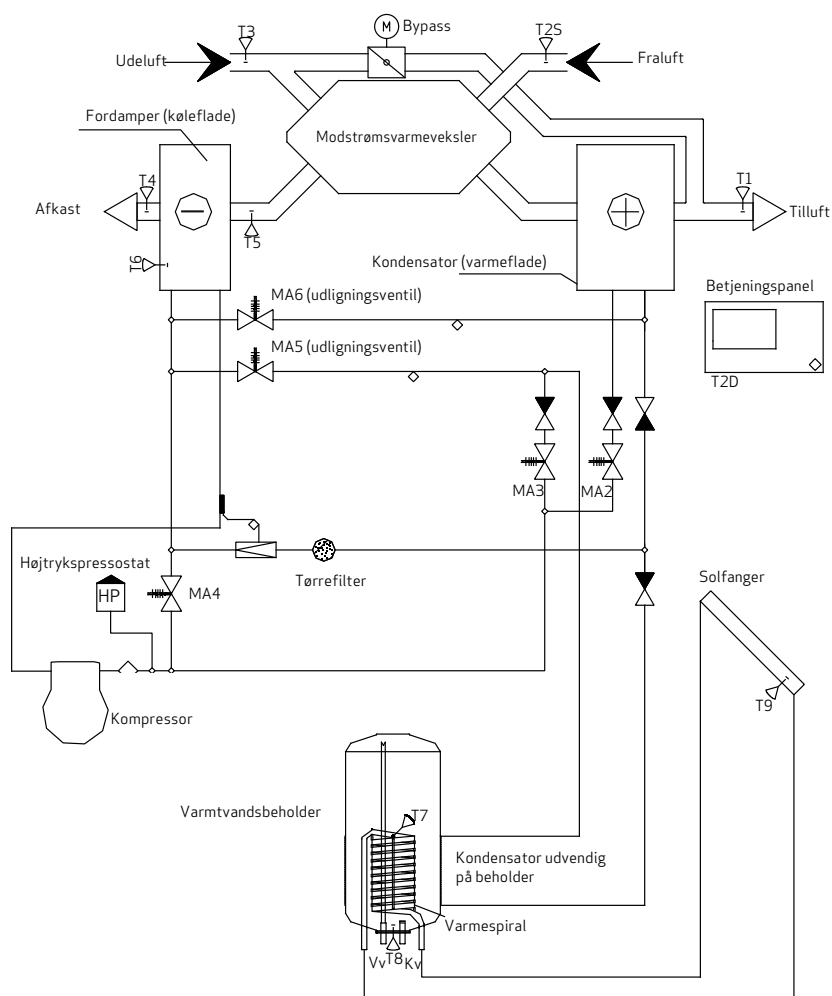 T3
M
Bypass
T2S
Udeluft
Fraluft
Fordamper (køleflade)
Modstrømsvarmeveksler
T4
T1
Afkast
Tilluft
T5
T6
Kondensator (varmeflade)
MA6 (udligningsventil)
Betjeningspanel
MA5 (udligningsventil)
T2D
MA3
MA2
Højtrykspressostat
Tørrefilter
Solfanger
HP
MA4
T9
Kompressor
Varmtvandsbeholder
T7
Kondensator udvendig
på beholder
Varmespiral
Vv
T8
Kv